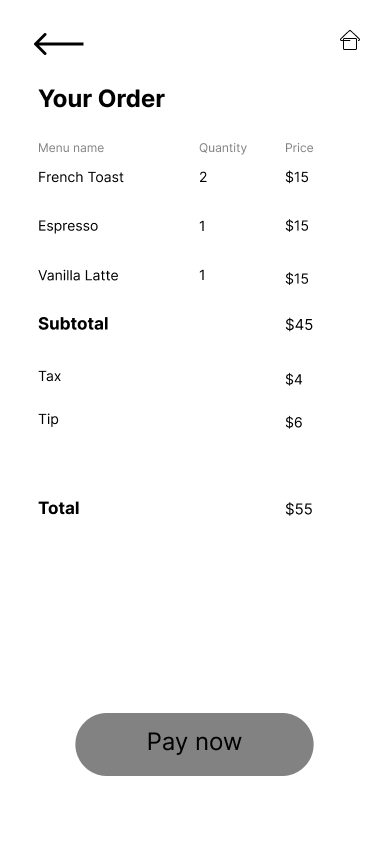 Your Order
Menu name Quantity Price
French Toast 2 $15
Espresso 1 $15
Vanilla Latte 1 $15
Subtotal $45
Tax $4
Tip $6
Total $55
Pay now